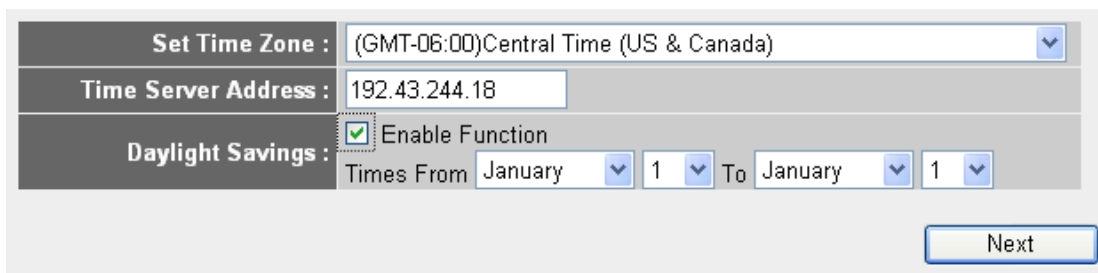 Set Time Zone : (GMT-06:00)Central Time (US & Canada)
Time Server Address : 192.43.244.18
Daylight Savings : Enable Function
Times From January 1 To January 1
Next